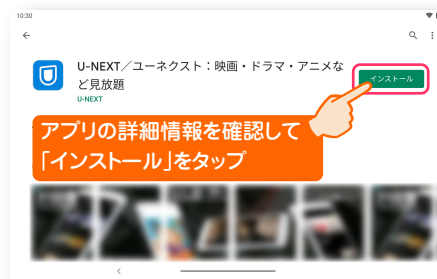 10:30
U-NEXT／ユーネクスト：映画・ドラマ・アニメな
ど見放題
U-NEXT
インストール
アプリの詳細情報を確認して
「インストール」をタップ